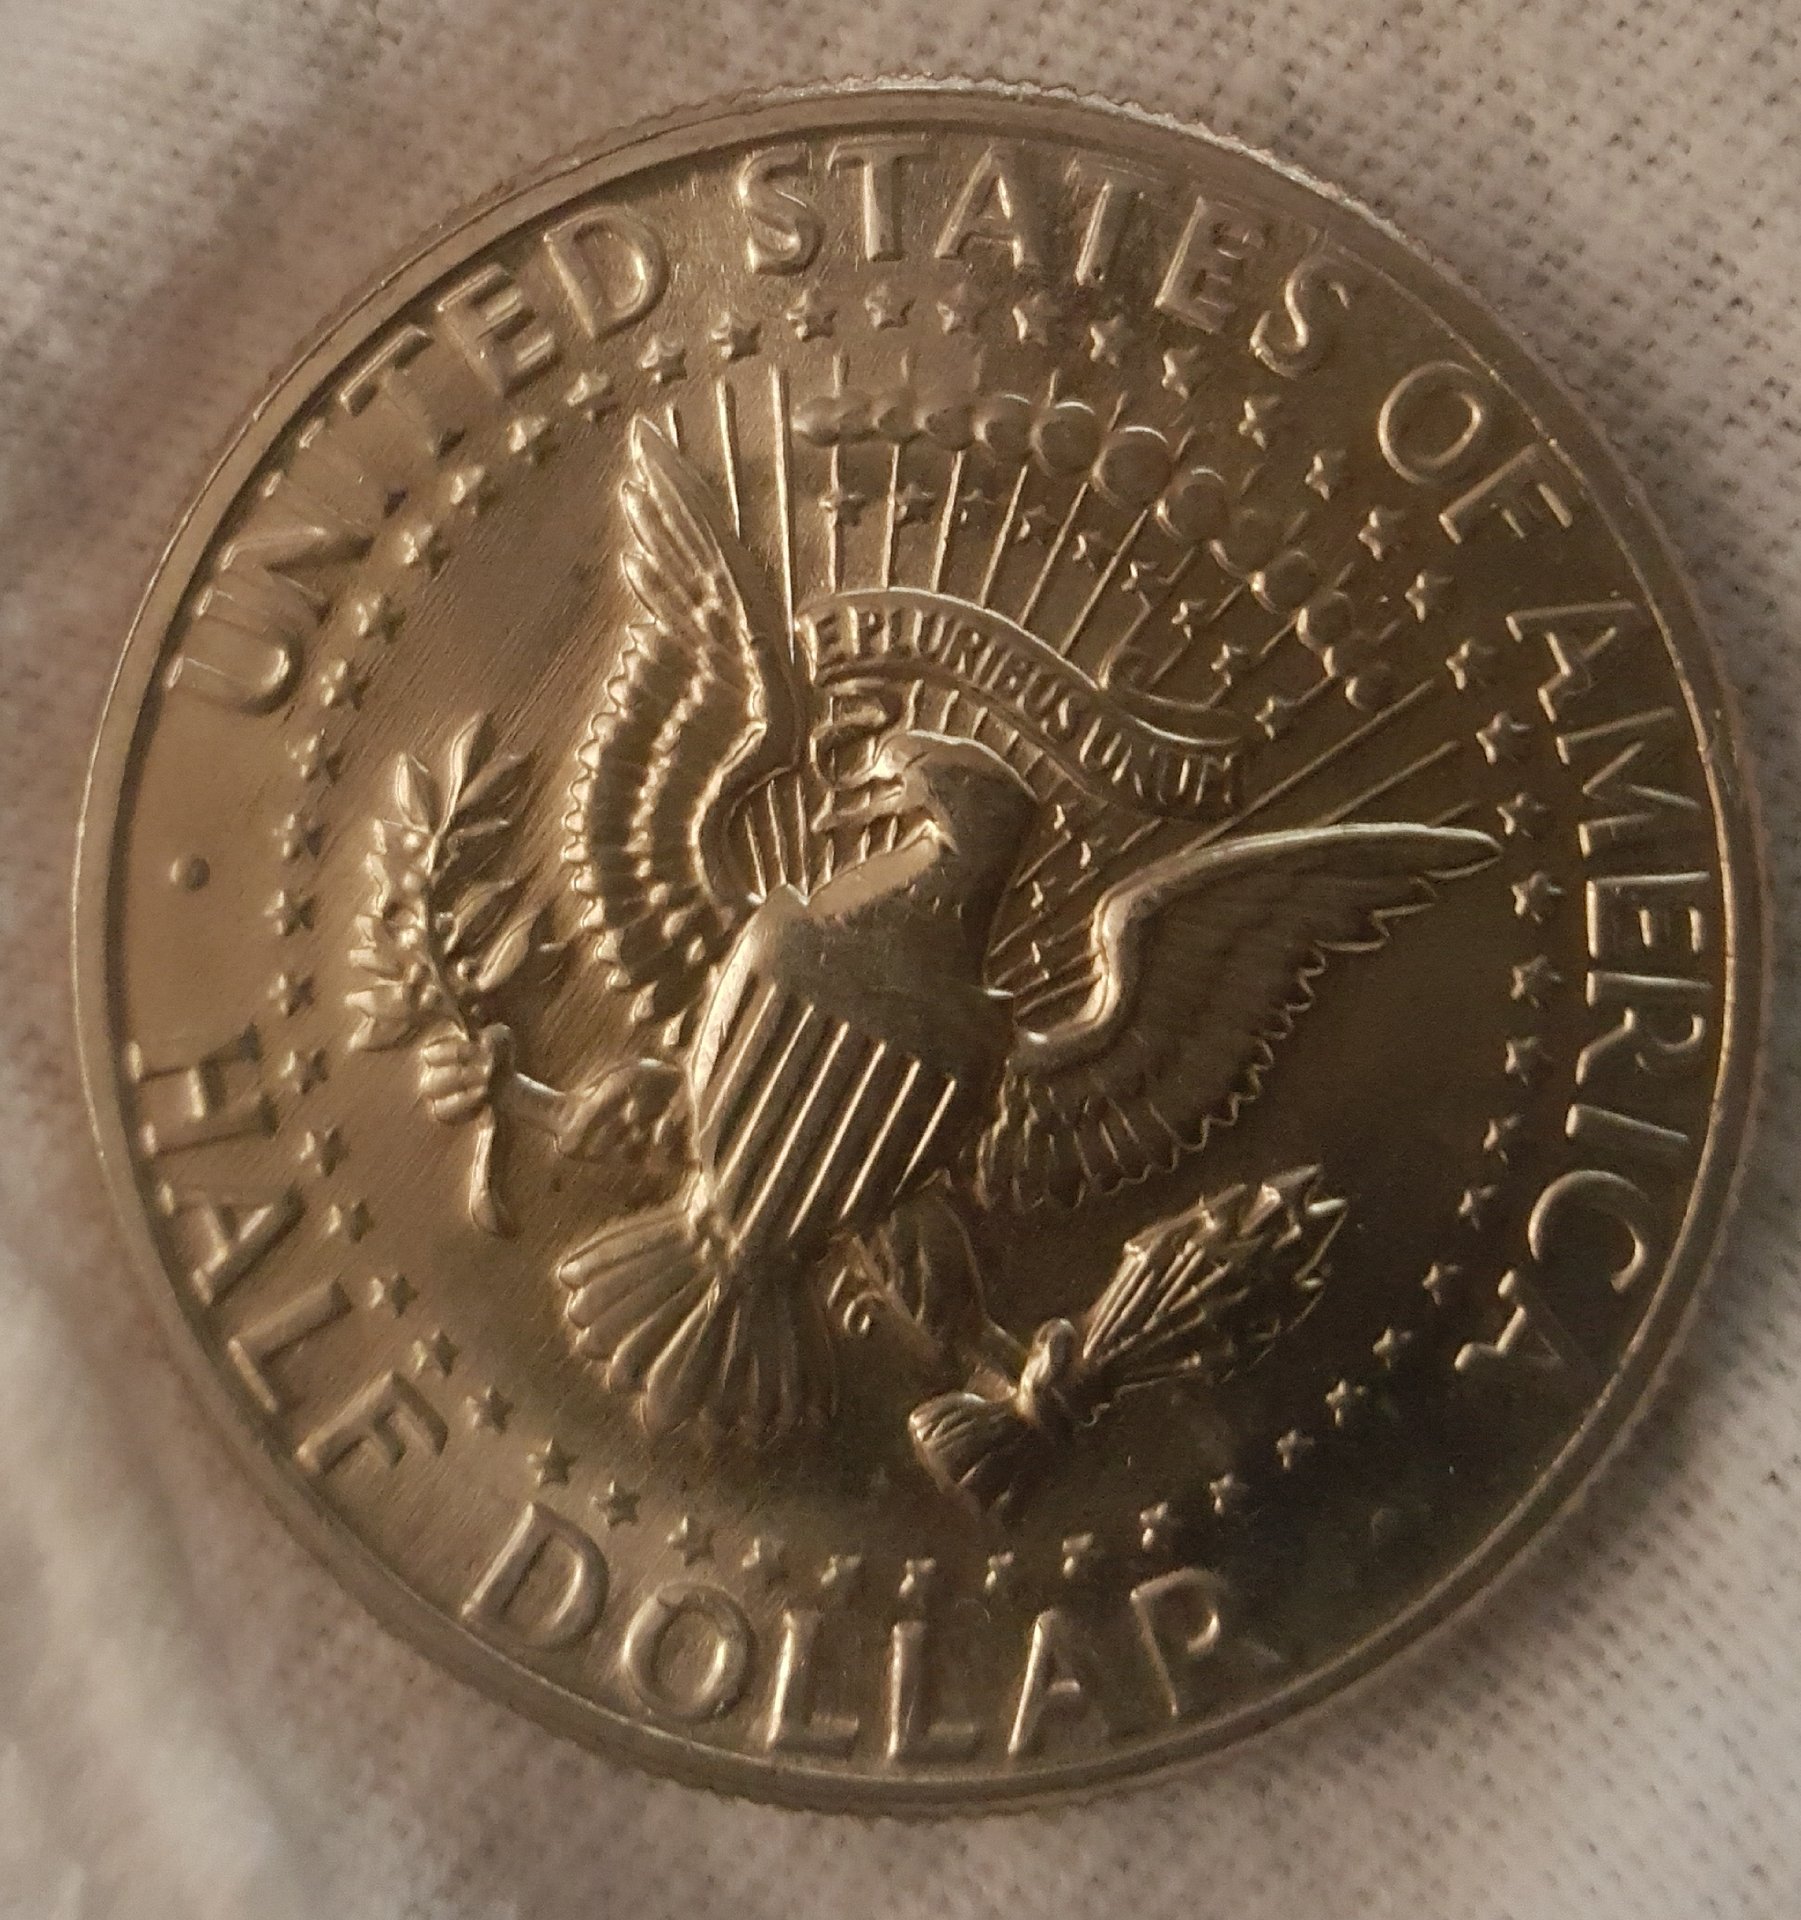 UNITED STATES OF AMERICA
E PLURIBUS UNUM
HALF DOLLAR